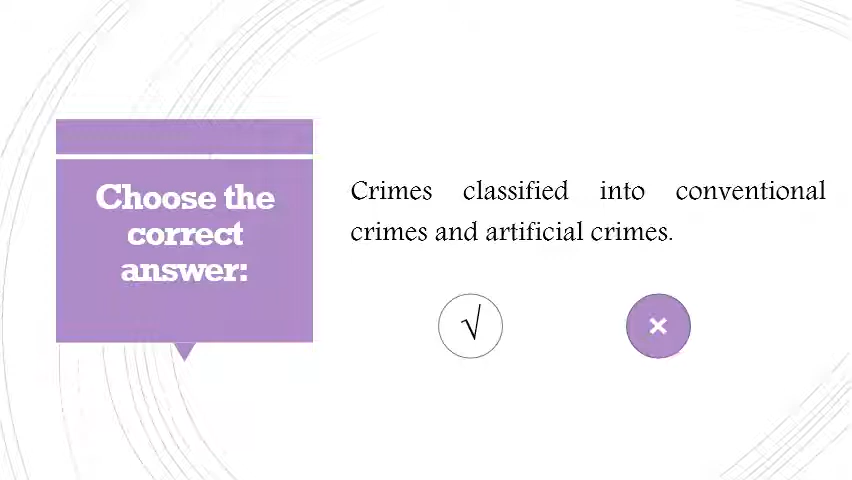 Choose the
correct
answer:
Crimes classified into conventional
crimes and artificial crimes.
√
×